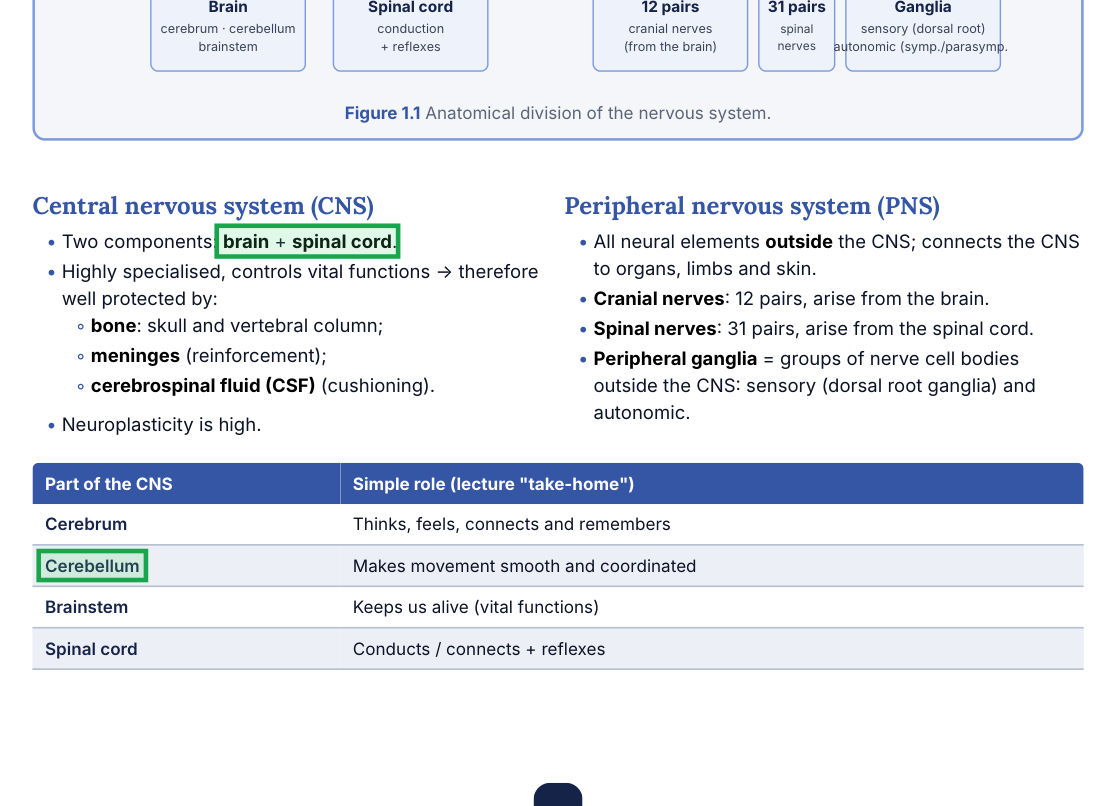 Brain
cerebrum · cerebellum
brainstem
Spinal cord
conduction
+ reflexes
12 pairs
cranial nerves
(from the brain)
31 pairs
spinal
nerves
Ganglia
sensory (dorsal root)
autonomic (symp./parasymp.
Figure 1.1 Anatomical division of the nervous system.
Central nervous system (CNS)
• Two components: brain + spinal cord.
• Highly specialised, controls vital functions → therefore
well protected by:
◦ bone: skull and vertebral column;
◦ meninges (reinforcement);
◦ cerebrospinal fluid (CSF) (cushioning).
• Neuroplasticity is high.
Peripheral nervous system (PNS)
• All neural elements outside the CNS; connects the CNS
to organs, limbs and skin.
• Cranial nerves: 12 pairs, arise from the brain.
• Spinal nerves: 31 pairs, arise from the spinal cord.
• Peripheral ganglia = groups of nerve cell bodies
outside the CNS: sensory (dorsal root ganglia) and
autonomic.
Part of the CNS Simple role (lecture "take-home")
Cerebrum Thinks, feels, connects and remembers
Cerebellum Makes movement smooth and coordinated
Brainstem Keeps us alive (vital functions)
Spinal cord Conducts / connects + reflexes